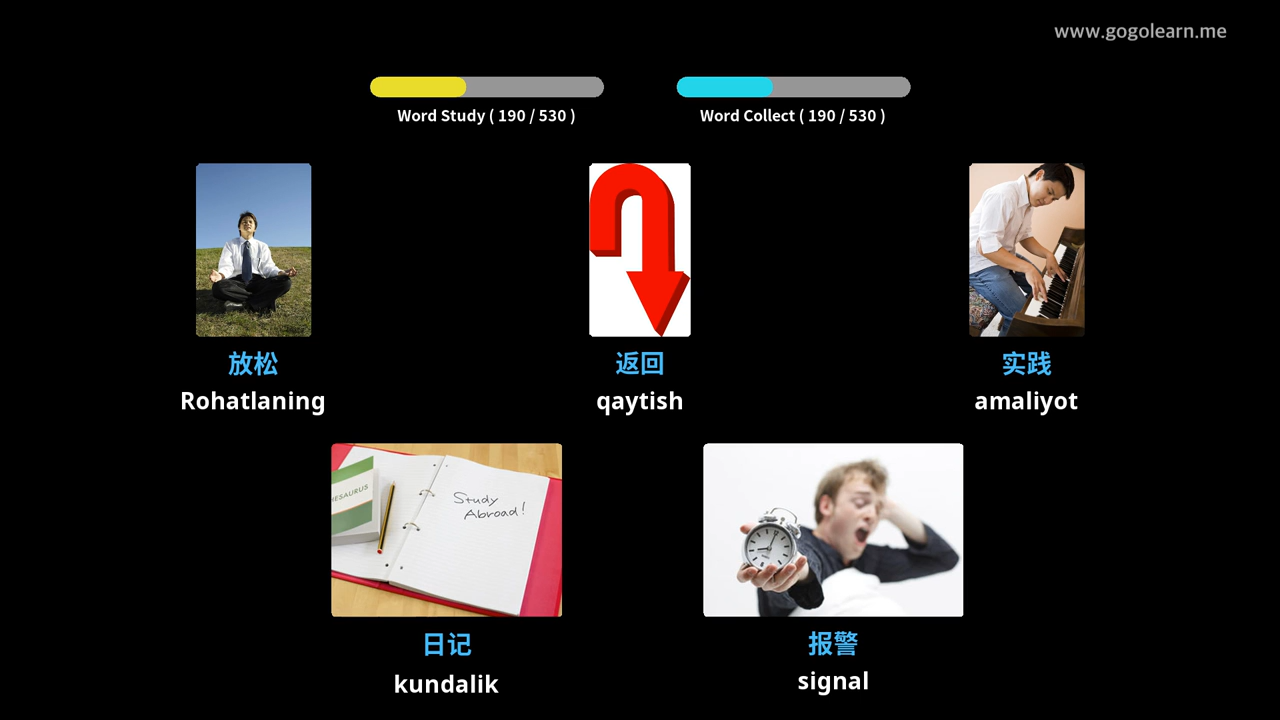 www.gogolearn.me
Word Study ( 190 / 530 )
Word Collect ( 190 / 530 )
放松
返回
实践
Rohatlaning
qaytish
amaliyot
HESAURUS
Study
Abroad!
日记
报警
kundalik
signal